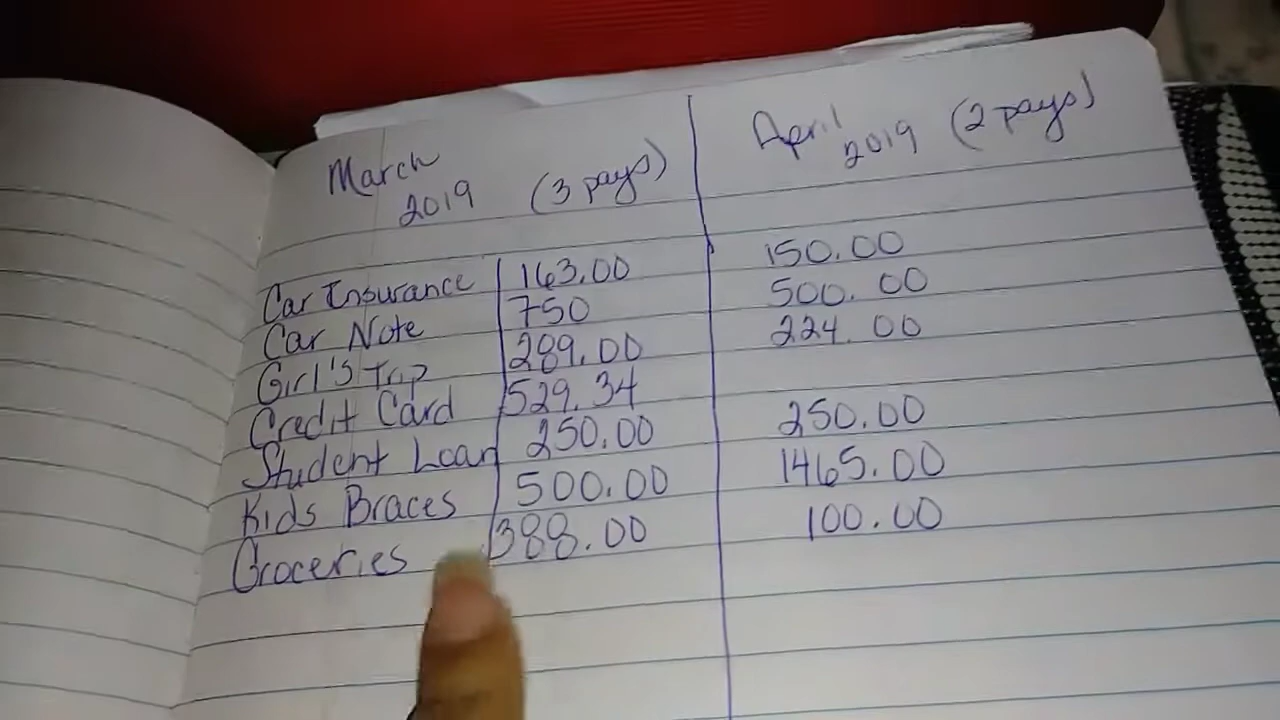 March
2019 (3 pays)
April
2019 (2 pays)
Car Insurance 163.00 150.00
Car Note 750 500.00
Girl's Trip 289.00 224.00
Credit Card 529.34
Student Loan 250.00 250.00
Kids Braces 500.00 1465.00
Groceries 388.00 100.00